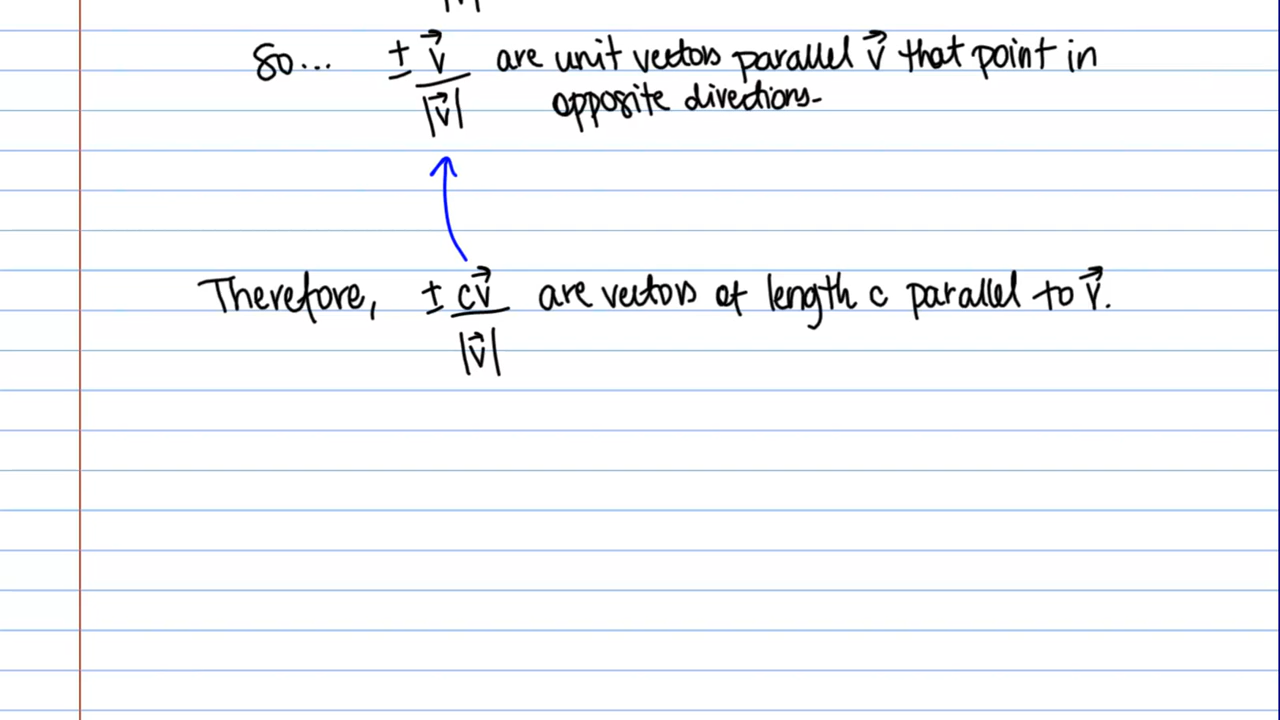 So... ± v⃗ / |v⃗| are unit vectors parallel v⃗ that point in
opposite directions.
Therefore, ± cv⃗ / |v⃗| are vectors of length c parallel to v⃗.